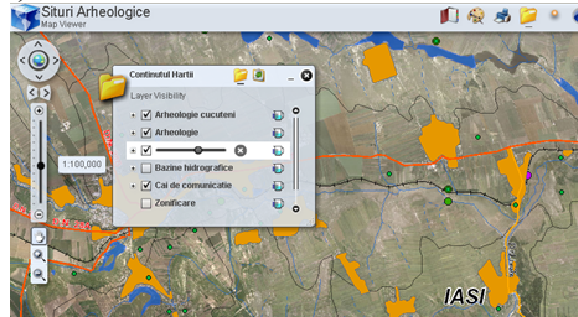 Situri Arheologice
Map Viewer
Continutul Hartii
Layer Visibility
Arheologie cucuteni
Arheologie
1:100,000
Bazine hidrografice
Cai de comunicatie
Zonificare
IASI